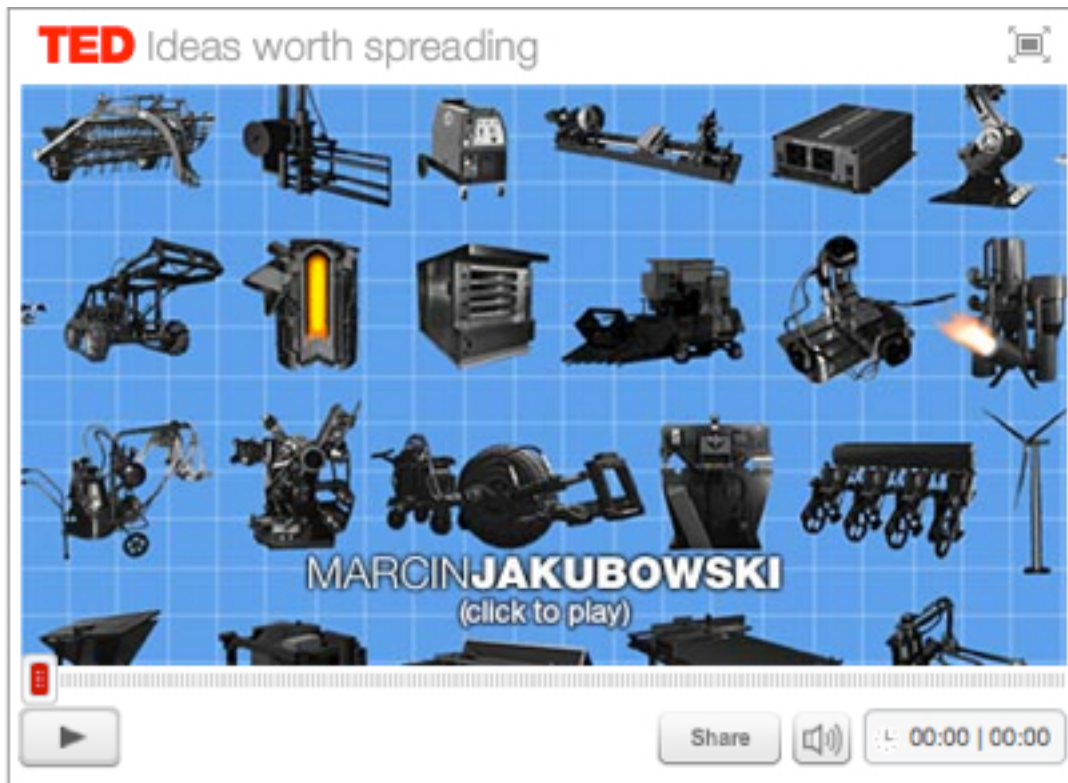 TED Ideas worth spreading
MARCINJAKUBOWSKI
(click to play)
Share
00:00 | 00:00